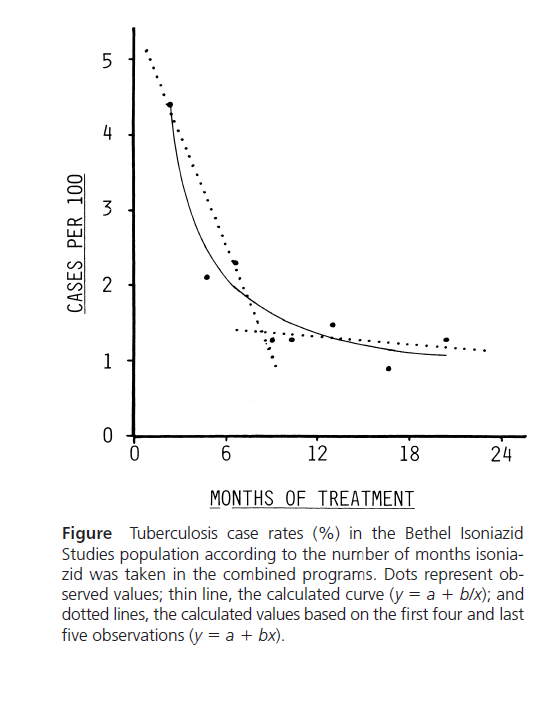 5
4
3
2
1
0
CASES PER 100
0 6 12 18 24
MONTHS OF TREATMENT
Figure Tuberculosis case rates (%) in the Bethel Isoniazid
Studies population according to the number of months isonia-
zid was taken in the combined programs. Dots represent ob-
served values; thin line, the calculated curve (y = a + b/x); and
dotted lines, the calculated values based on the first four and last
five observations (y = a + bx).